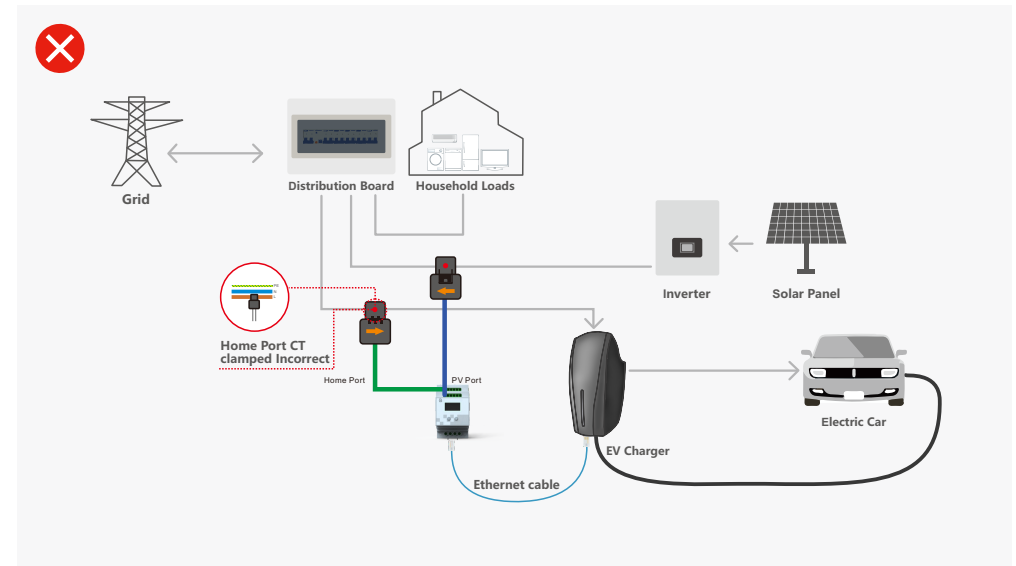 Grid
Distribution Board
Household Loads
Inverter
Solar Panel
PE
N
L
Home Port CT
clamped Incorrect
Home Port
PV Port
Electric Car
EV Charger
Ethernet cable